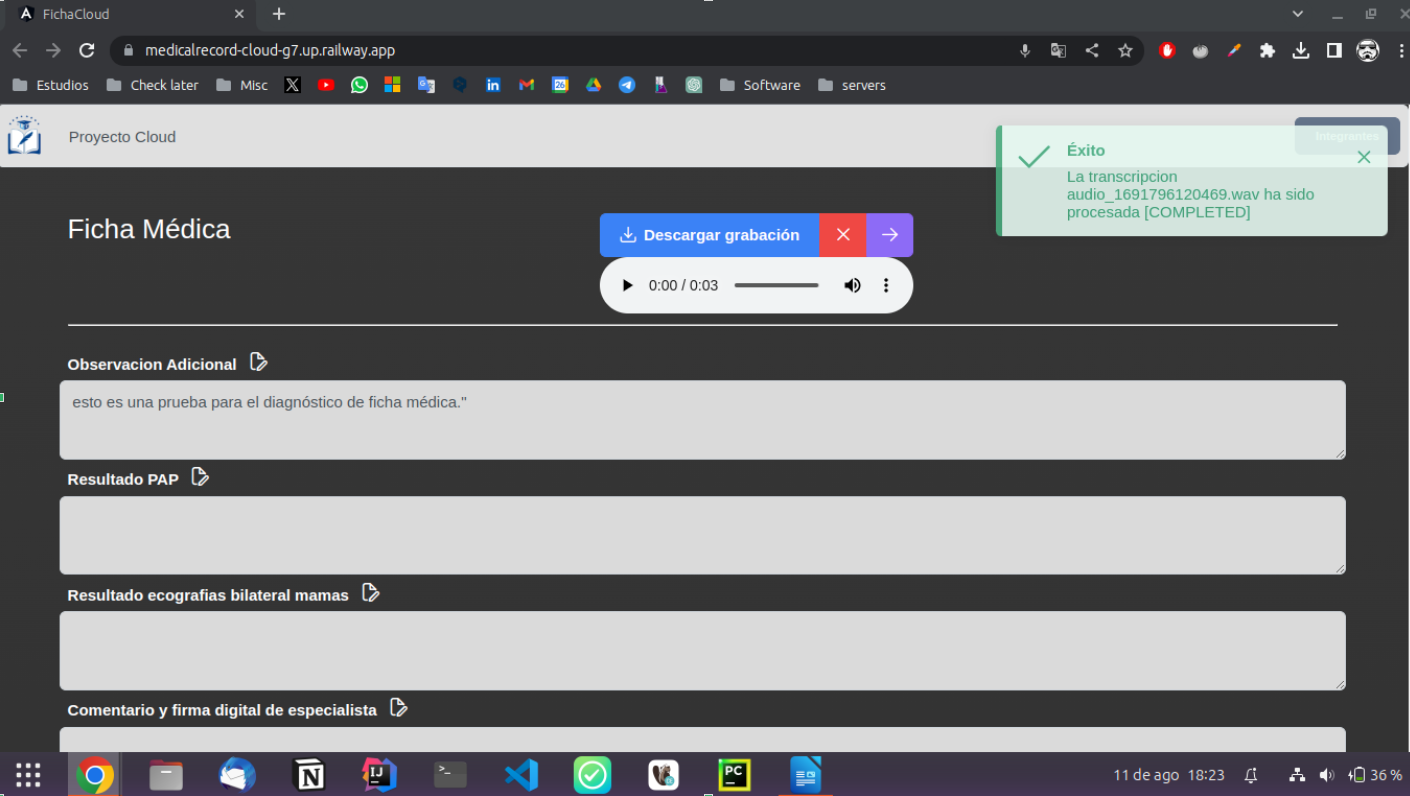 FichaCloud
medicalrecord-cloud-g7.up.railway.app
Estudios
Check later
Misc
Software
servers
Proyecto Cloud
Integrantes
Éxito
La transcripcion
audio_1691796120469.wav ha sido
procesada [COMPLETED]
Ficha Médica
Descargar grabación
0:00 / 0:03
Observacion Adicional
esto es una prueba para el diagnóstico de ficha médica."
Resultado PAP
Resultado ecografias bilateral mamas
Comentario y firma digital de especialista
11 de ago 18:23
36 %